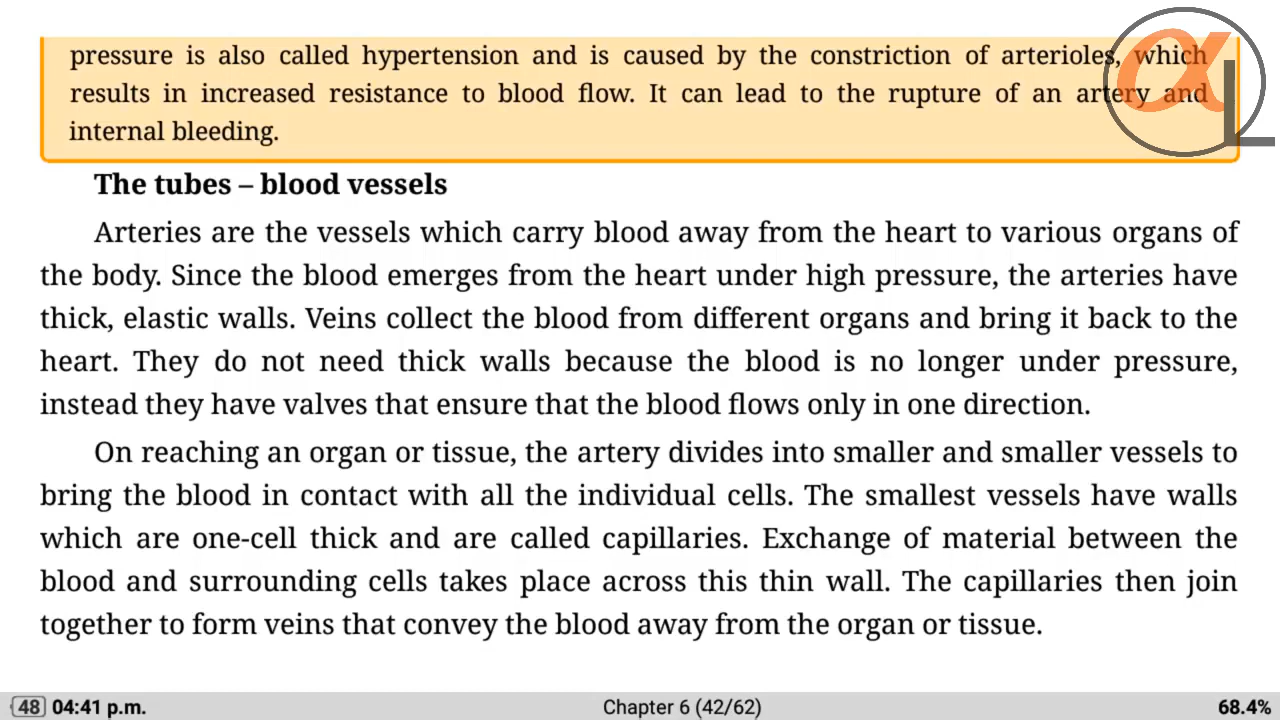 pressure is also called hypertension and is caused by the constriction of arterioles, which
results in increased resistance to blood flow. It can lead to the rupture of an artery and
internal bleeding.
The tubes – blood vessels
Arteries are the vessels which carry blood away from the heart to various organs of
the body. Since the blood emerges from the heart under high pressure, the arteries have
thick, elastic walls. Veins collect the blood from different organs and bring it back to the
heart. They do not need thick walls because the blood is no longer under pressure,
instead they have valves that ensure that the blood flows only in one direction.
On reaching an organ or tissue, the artery divides into smaller and smaller vessels to
bring the blood in contact with all the individual cells. The smallest vessels have walls
which are one-cell thick and are called capillaries. Exchange of material between the
blood and surrounding cells takes place across this thin wall. The capillaries then join
together to form veins that convey the blood away from the organ or tissue.
48 04:41 p.m. Chapter 6 (42/62) 68.4%
αL